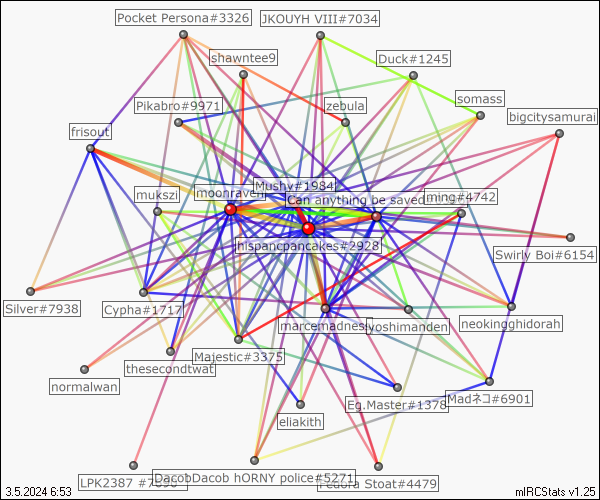 Pocket Persona#3326
JKOUYH VIII#7034
shawntee9
Duck#1245
Pikabro#9971
zebula
somass
bigcitysamurai
frisout
mukszi
moonraven
Mushy#1984
Can anything be saved
ming#4742
hispancpancakes#2928
Swirly Boi#6154
Silver#7938
Cypha#1717
marcemadness
yoshimanden
neokingghidorah
Majestic#3375
thesecondtwat
normalwan
Eg.Master#1378
Madネコ#6901
eliakith
LPK2387
DacobDacob hORNY police#5271
Stoat#4479
3.5.2024 6:53
mIRCStats v1.25